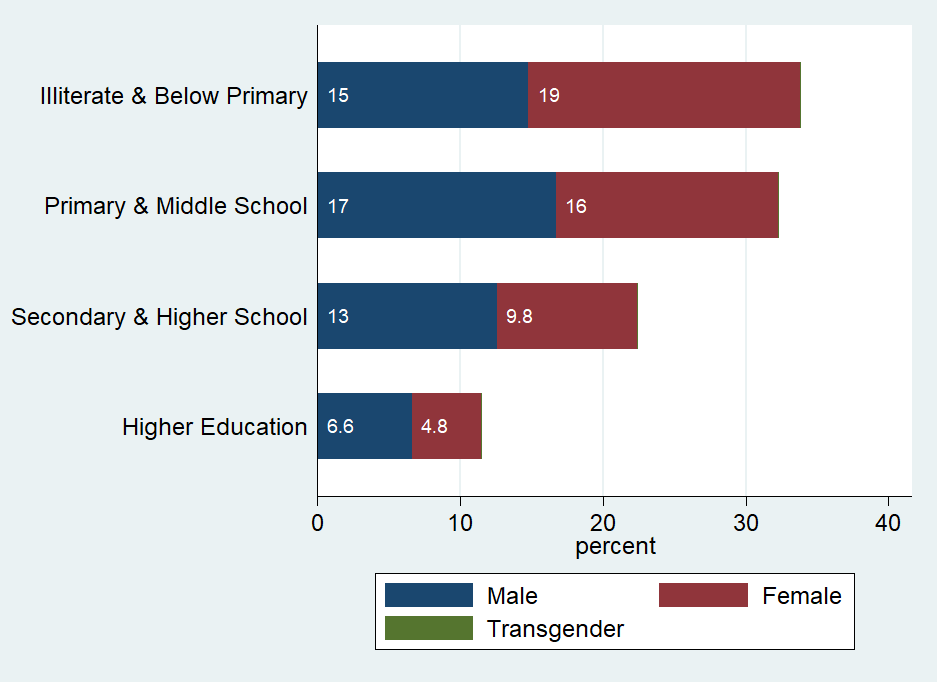 Illiterate & Below Primary 15 19
Primary & Middle School 17 16
Secondary & Higher School 13 9.8
Higher Education 6.6 4.8
0 10 20 30 40
percent
Male Female
Transgender